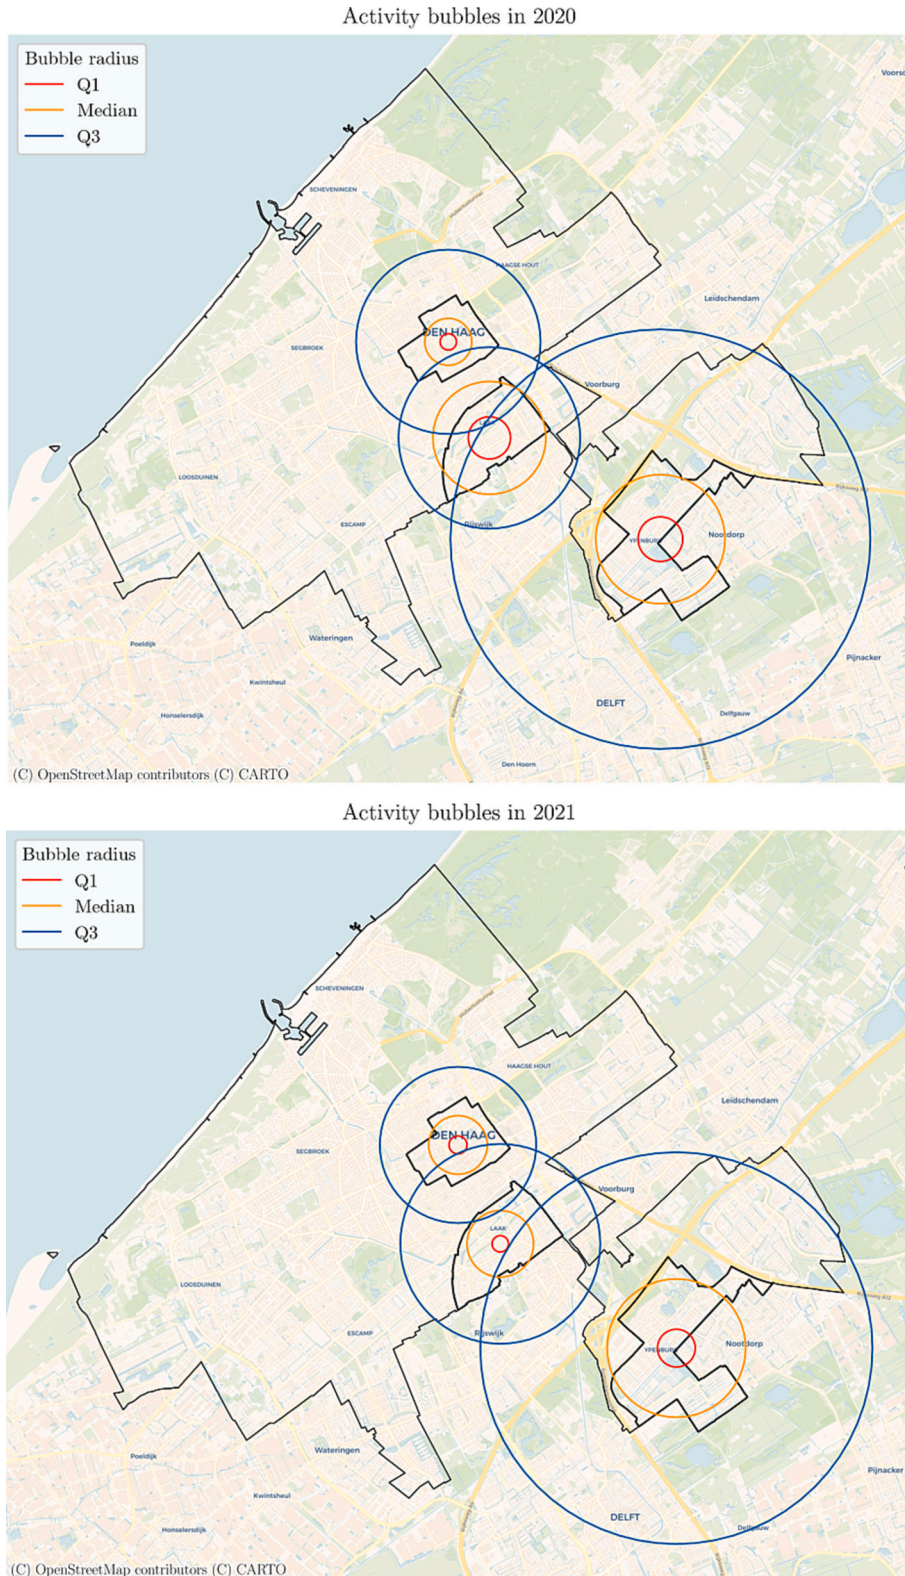 Activity bubbles in 2020
Bubble radius
Q1
Median
Q3
SCHEVENINGEN
HAAGSE HOUT
Leidschendam
DEN HAAG
SEGBROEK
Voorburg
LOOSDUINEN
ESCAMP
Rijswijk
YPENBURG
Nootdorp
Poeldijk
Wateringen
Pijnacker
Kwintsheul
DELFT
Honselersdijk
Delfgauw
Den Hoorn
(C) OpenStreetMap contributors (C) CARTO
Activity bubbles in 2021
Bubble radius
Q1
Median
Q3
SCHEVENINGEN
HAAGSE HOUT
Leidschendam
DEN HAAG
SEGBROEK
Voorburg
LAAK
LOOSDUINEN
Rijksweg A12
ESCAMP
Rijswijk
YPENBURG
Nootdorp
Poeldijk
Wateringen
Pijnacker
Kwintsheul
DELFT
Honselersdijk
Delfgauw
(C) OpenStreetMap contributors (C) CARTO